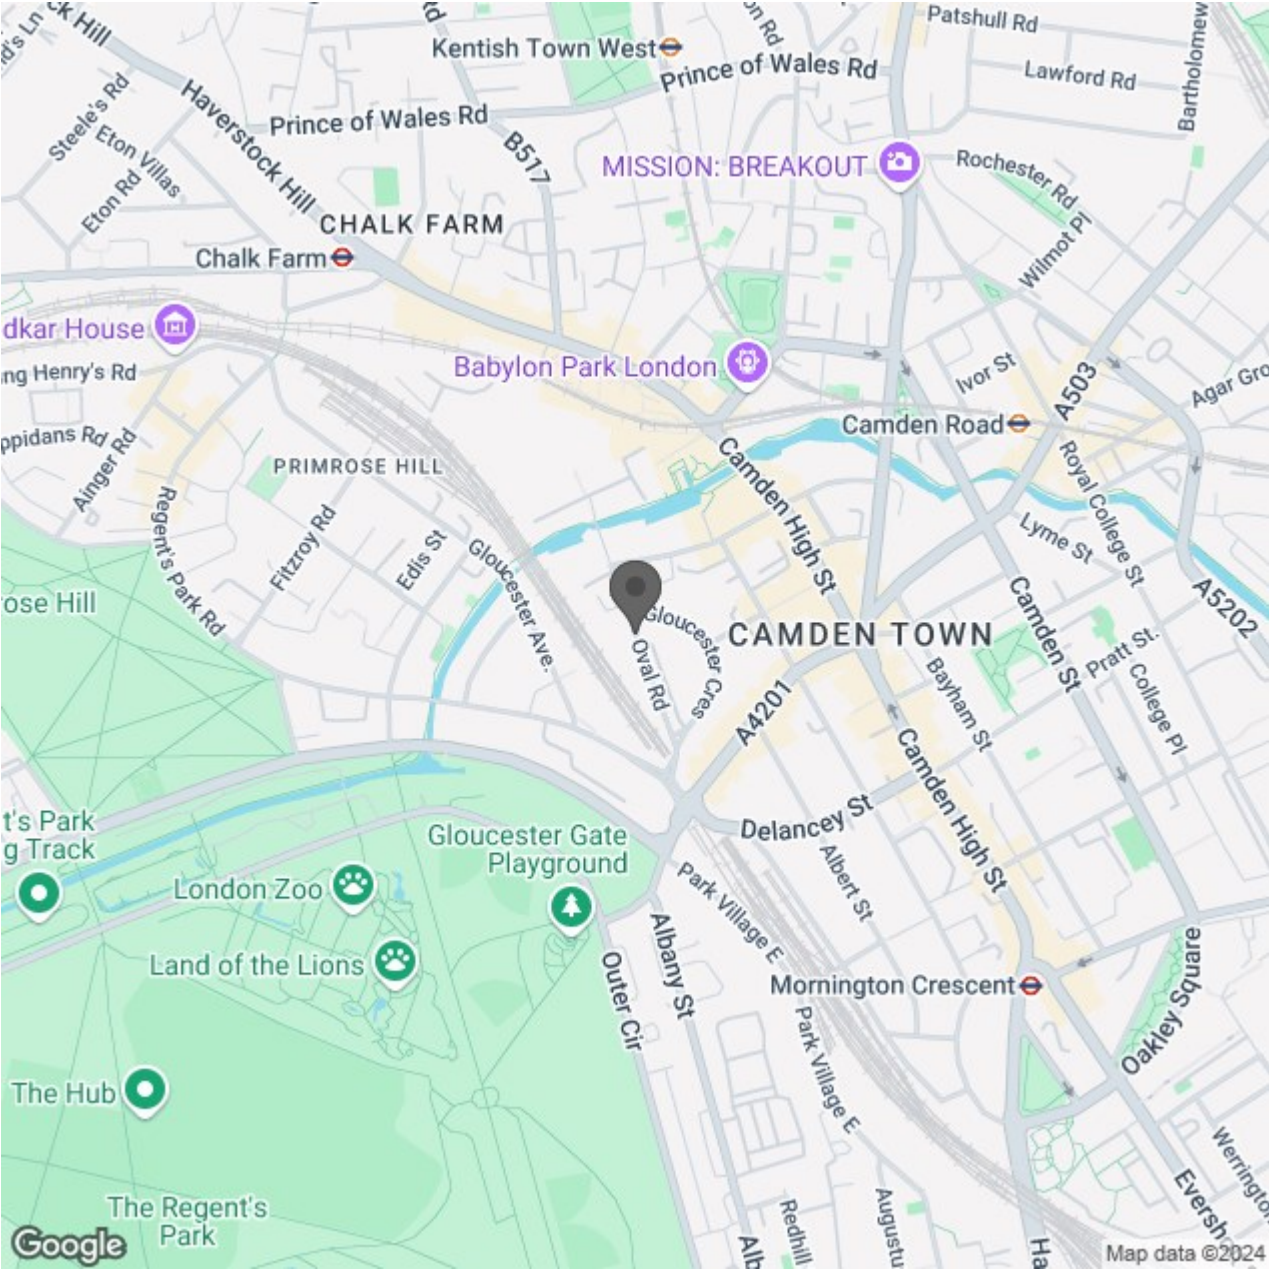 ck Hill
Rd
Kentish Town West
on Rd
Patshull Rd
Prince of Wales Rd
Lawford Rd
Bartholomew
Steele's Rd
Haverstock Hill
Prince of Wales Rd
B517
Eton Villas
Eton Rd
MISSION: BREAKOUT
Rochester Rd
CHALK FARM
Wilmot Pl
Chalk Farm
dkar House
ng Henry's Rd
Babylon Park London
Ivor St
A503
Agar Gro
ppidans Rd
Ainger Rd
Camden Road
PRIMROSE HILL
Camden High St
Royal College St
Regent's Park Rd
Fitzroy Rd
Edis St
Gloucester Ave.
Lyme St
rose Hill
Camden St
A5202
Gloucester Cres
Oval Rd
CAMDEN TOWN
Pratt St.
Bayham St
College Pl
A4201
Camden High St
t's Park
g Track
Gloucester Gate
Playground
Delancey St
London Zoo
Albert St
Park Village E
Land of the Lions
Albany St
Outer Cir
Mornington Crescent
Oakley Square
Park Village E
The Hub
Werrington
The Regent's
Park
Redhill
Augustu
Eversh
Alb
Ha
Google
Map data ©2024